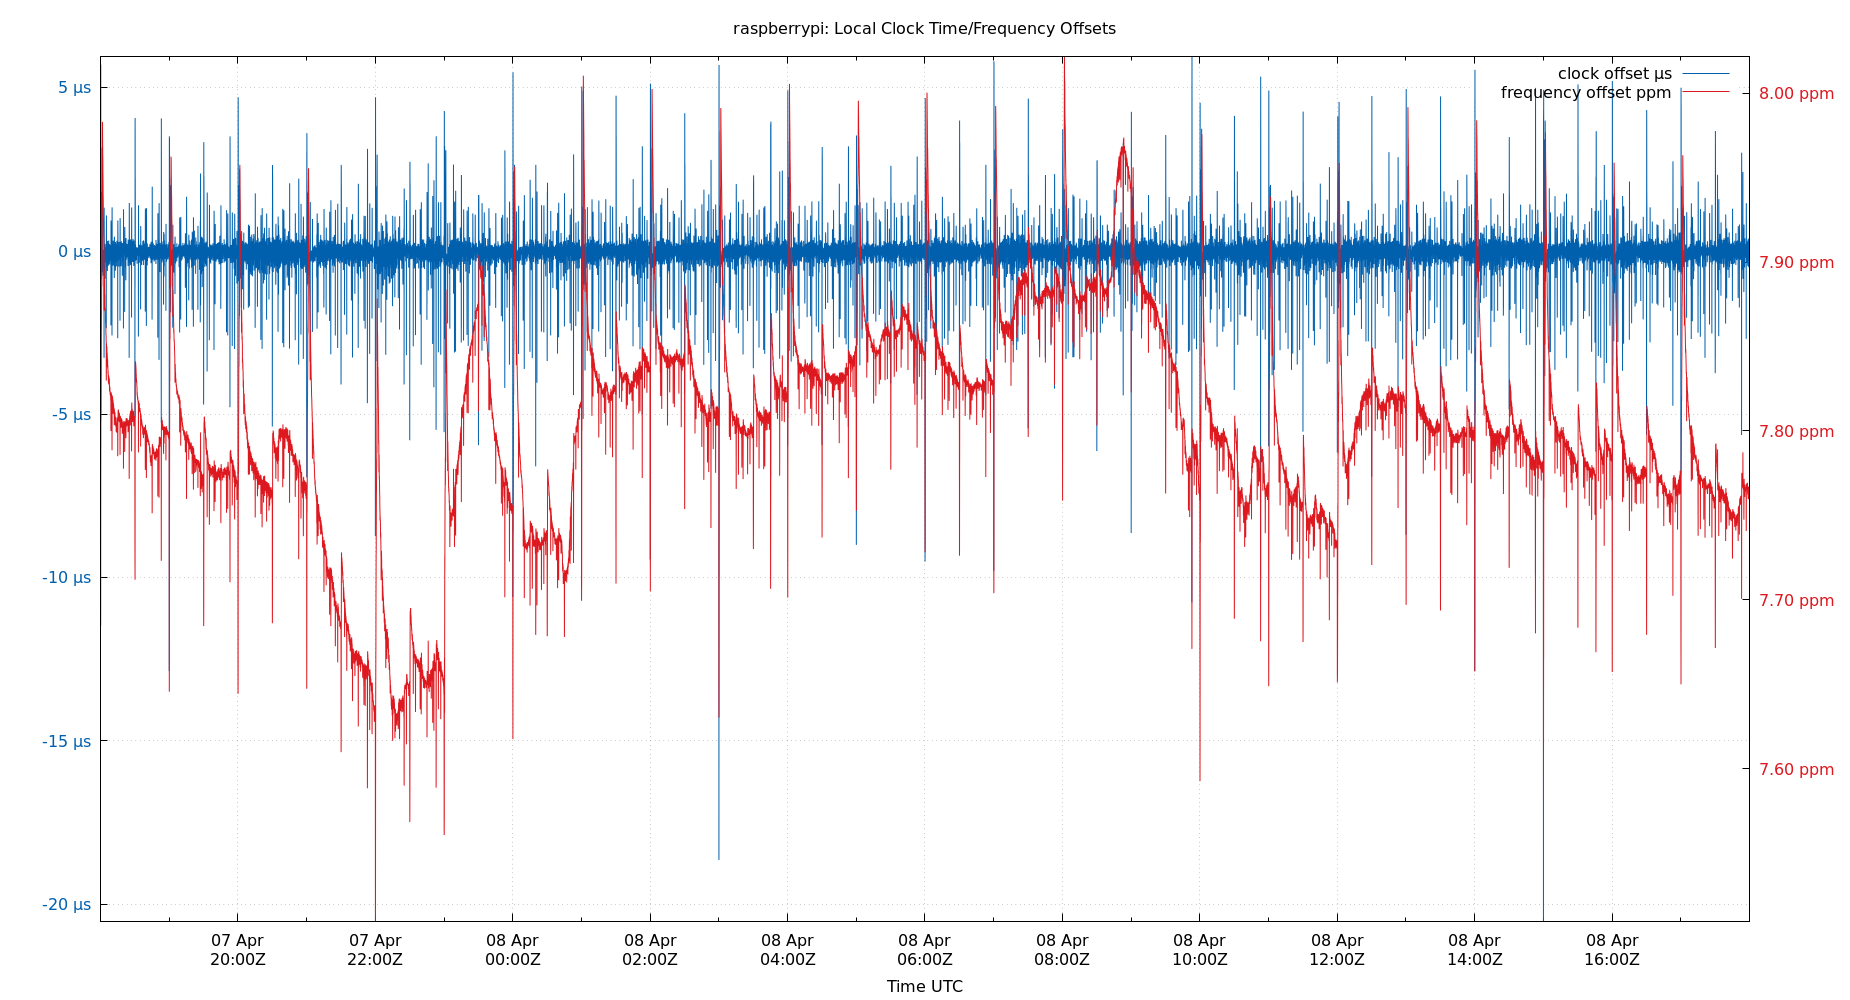 raspberrypi: Local Clock Time/Frequency Offsets
clock offset µs
frequency offset ppm
5 µs
0 µs
-5 µs
-10 µs
-15 µs
-20 µs
8.00 ppm
7.90 ppm
7.80 ppm
7.70 ppm
7.60 ppm
07 Apr 07 Apr 08 Apr 08 Apr 08 Apr 08 Apr 08 Apr 08 Apr 08 Apr 08 Apr 08 Apr
20:00Z 22:00Z 00:00Z 02:00Z 04:00Z 06:00Z 08:00Z 10:00Z 12:00Z 14:00Z 16:00Z
Time UTC